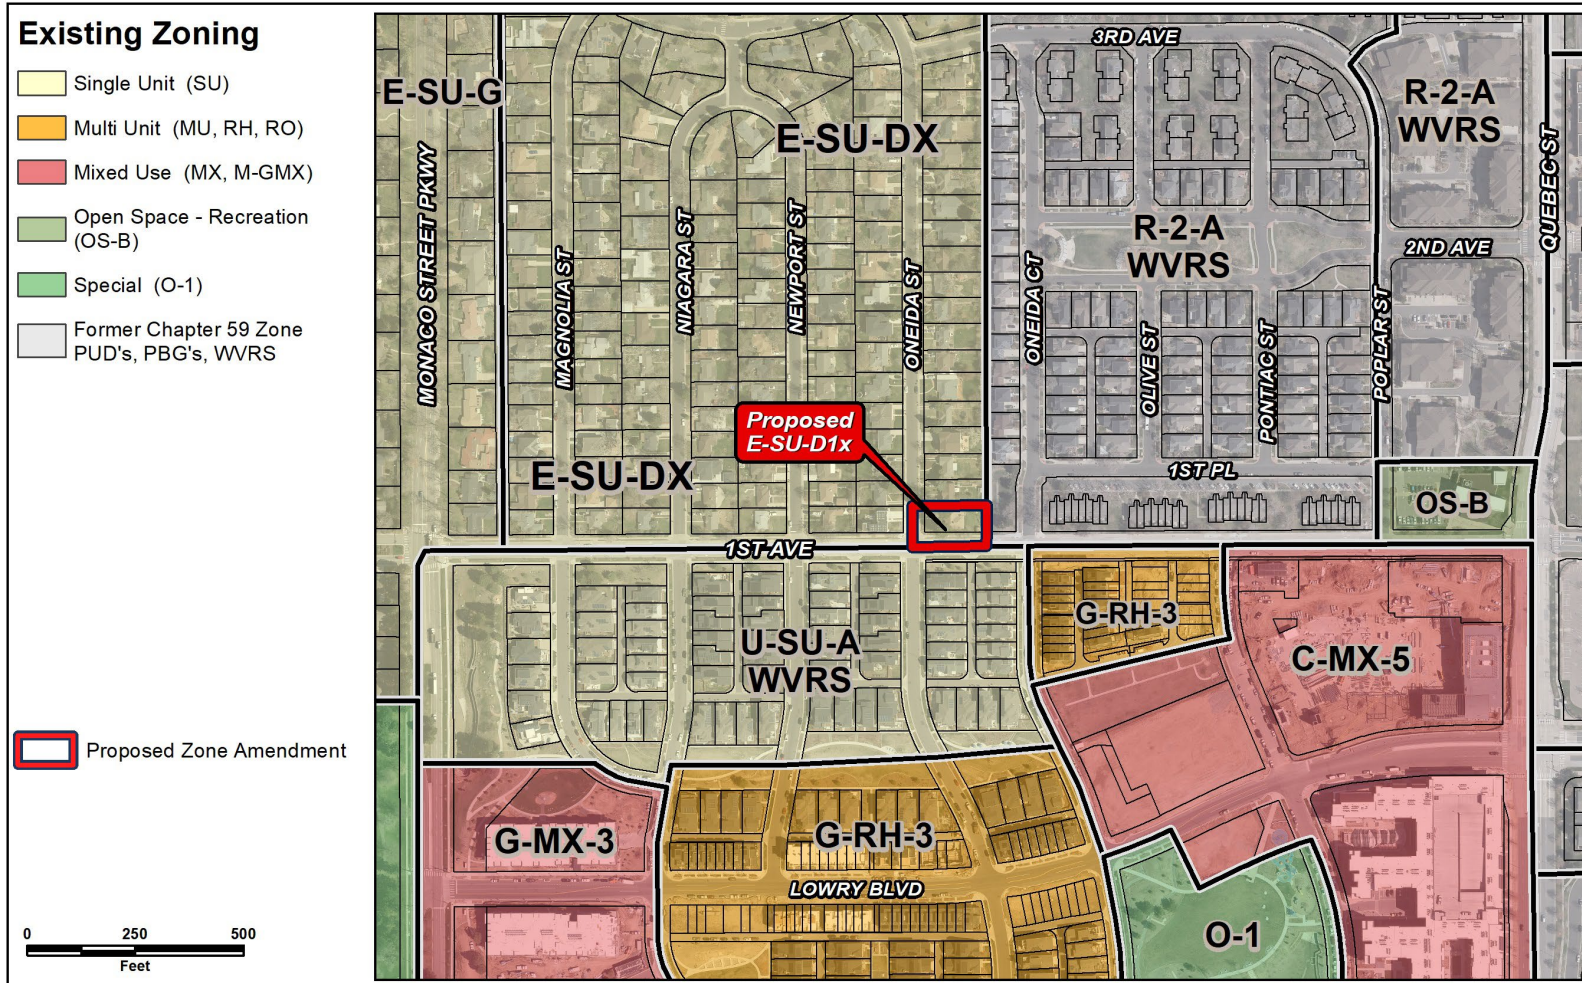 Existing Zoning
Single Unit (SU)
Multi Unit (MU, RH, RO)
Mixed Use (MX, M-GMX)
Open Space - Recreation
(OS-B)
Special (O-1)
Former Chapter 59 Zone
PUD's, PBG's, WVRS
Proposed Zone Amendment
0 250 500
Feet
3RD AVE
E-SU-G
R-2-A
WVRS
E-SU-DX
MONACO STREET PKWY
QUEBEC ST
R-2-A
WVRS
2ND AVE
MAGNOLIA ST
NIAGARA ST
NEWPORT ST
ONEIDA ST
ONEIDA CT
OLIVE ST
PONTIAC ST
POPLAR ST
Proposed
E-SU-D1x
E-SU-DX
1ST PL
OS-B
1ST AVE
G-RH-3
U-SU-A
WVRS
C-MX-5
G-MX-3
G-RH-3
LOWRY BLVD
O-1